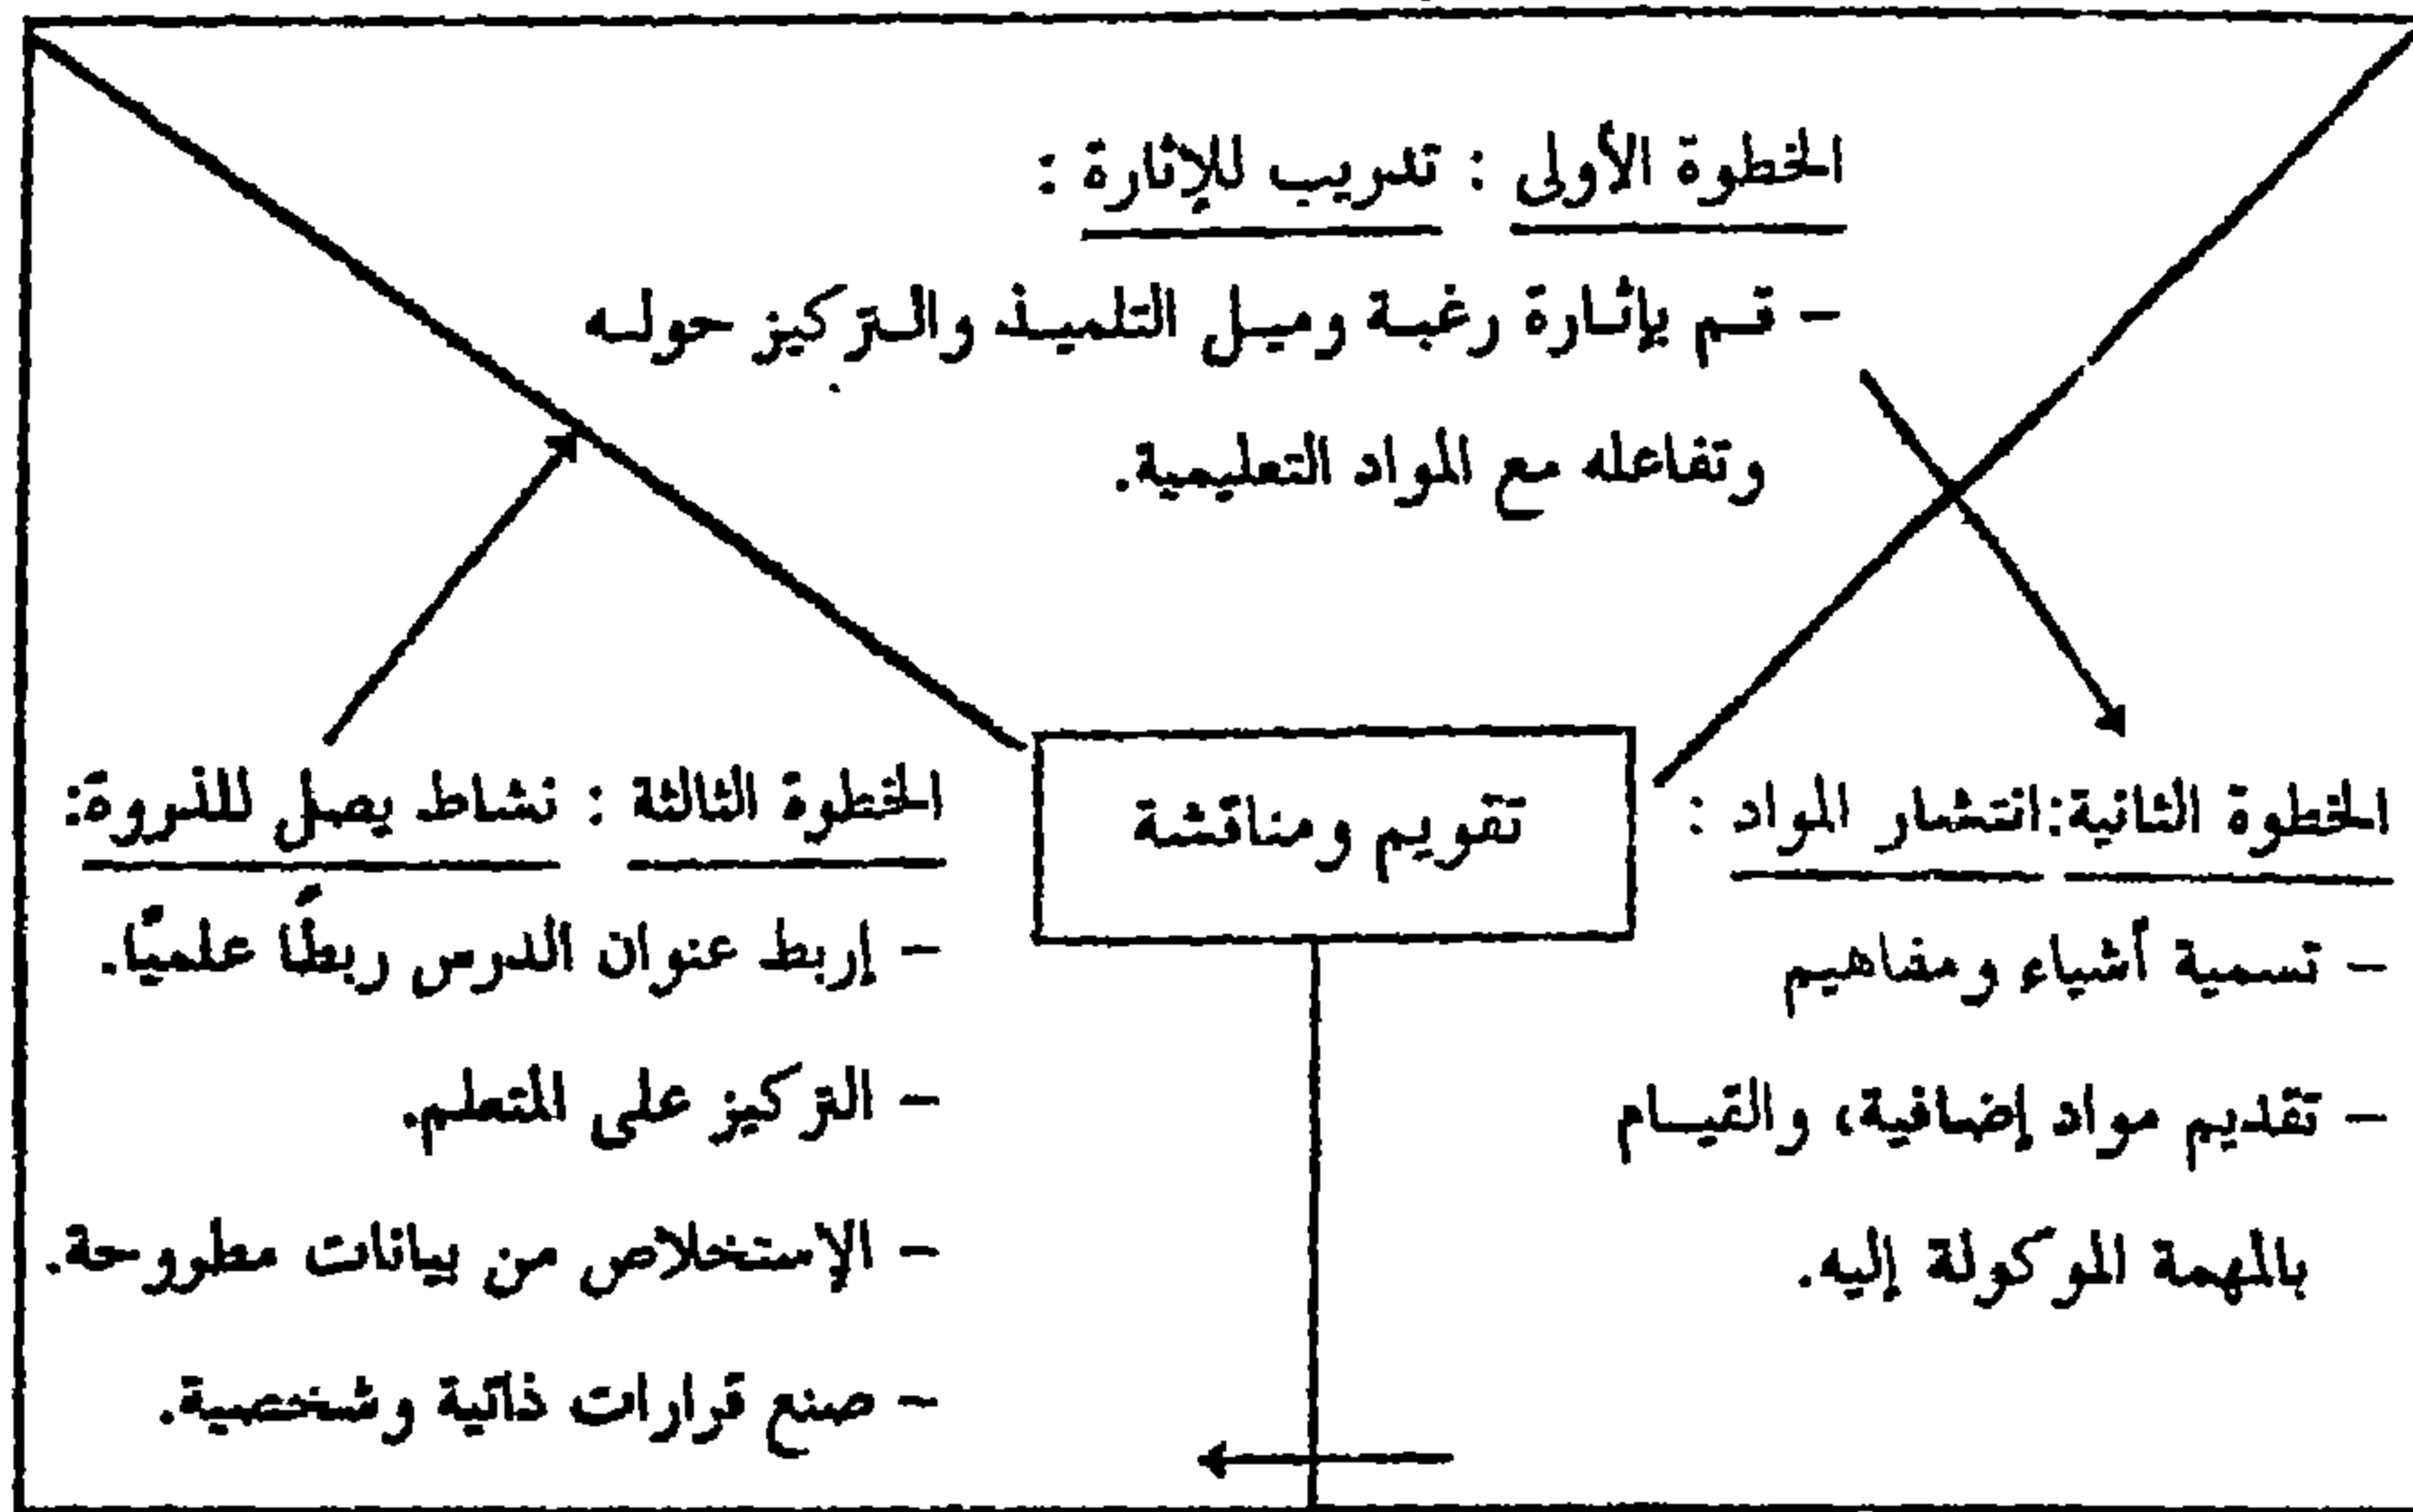 الخطوة الأولى : تدريب للإثارة :
- قم بإثارة رغبة وميل التلميذ والتركيز حوله
وتفاعله مع المواد التعليمية.
تقويم ومناقشة
الخطوة الثانية: انتشار المواد :
- تسمية أشياء ومفاهيم
- تقديم مواد إضافية، والقيام
بالمهمة الموكولة إليه.
الخطوة الثالثة : نشاط يصل للذروة:
- إربط عنوان الدرس ربطًا علميًا.
- التركيز على المتعلم.
- الإستخلاص من بيانات مطروحة.
- صنع قرارات ذاتية وشخصية.